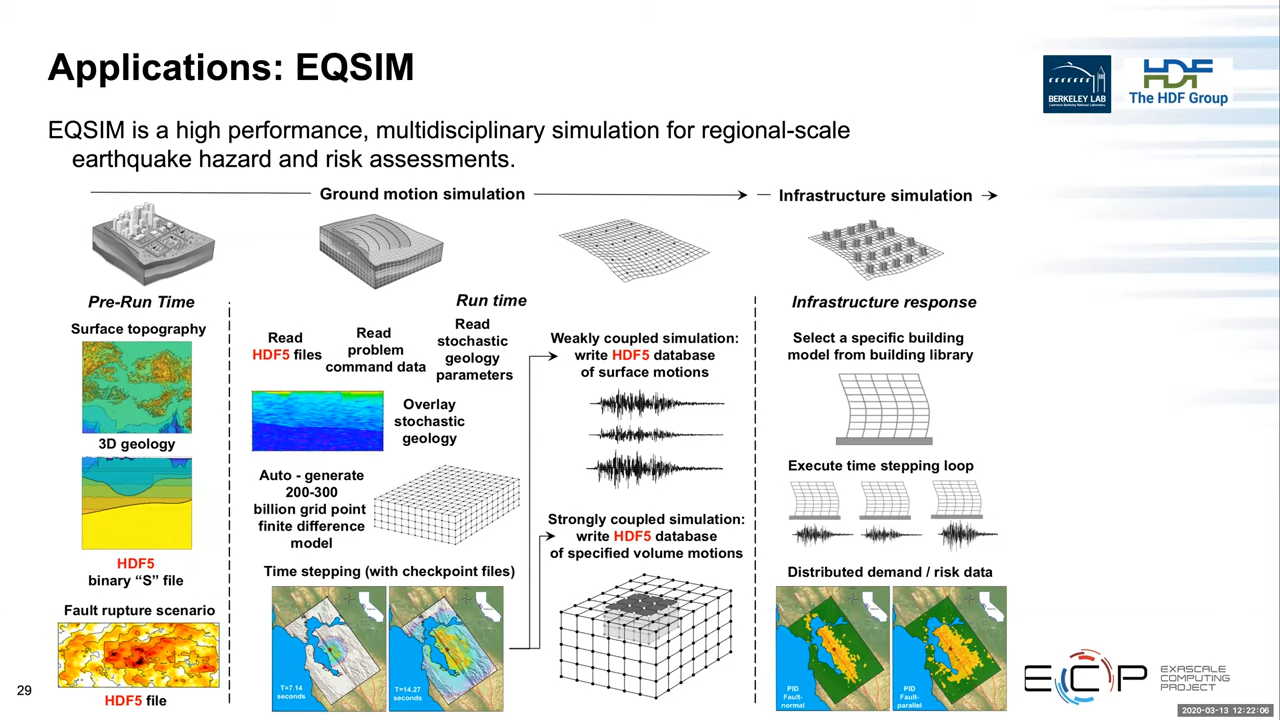 Applications: EQSIM
BERKELEY LAB
Lawrence Berkeley National Laboratory
The HDF Group
EQSIM is a high performance, multidisciplinary simulation for regional-scale
earthquake hazard and risk assessments.
Ground motion simulation
Infrastructure simulation
Pre-Run Time
Surface topography
3D geology
HDF5
binary “S” file
Fault rupture scenario
HDF5 file
Run time
Read
HDF5 files
Read
problem
command data
Read
stochastic
geology
parameters
Overlay
stochastic
geology
Auto - generate
200-300
billion grid point
finite difference
model
Time stepping (with checkpoint files)
T=7.14
seconds
T=14.27
seconds
Weakly coupled simulation:
write HDF5 database
of surface motions
Strongly coupled simulation:
write HDF5 database
of specified volume motions
Infrastructure response
Select a specific building
model from building library
Execute time stepping loop
Distributed demand / risk data
PID
Fault-
normal
PID
Fault-
parallel
29
ECP
EXASCALE
COMPUTING
PROJECT
2020-03-13 12:22:06